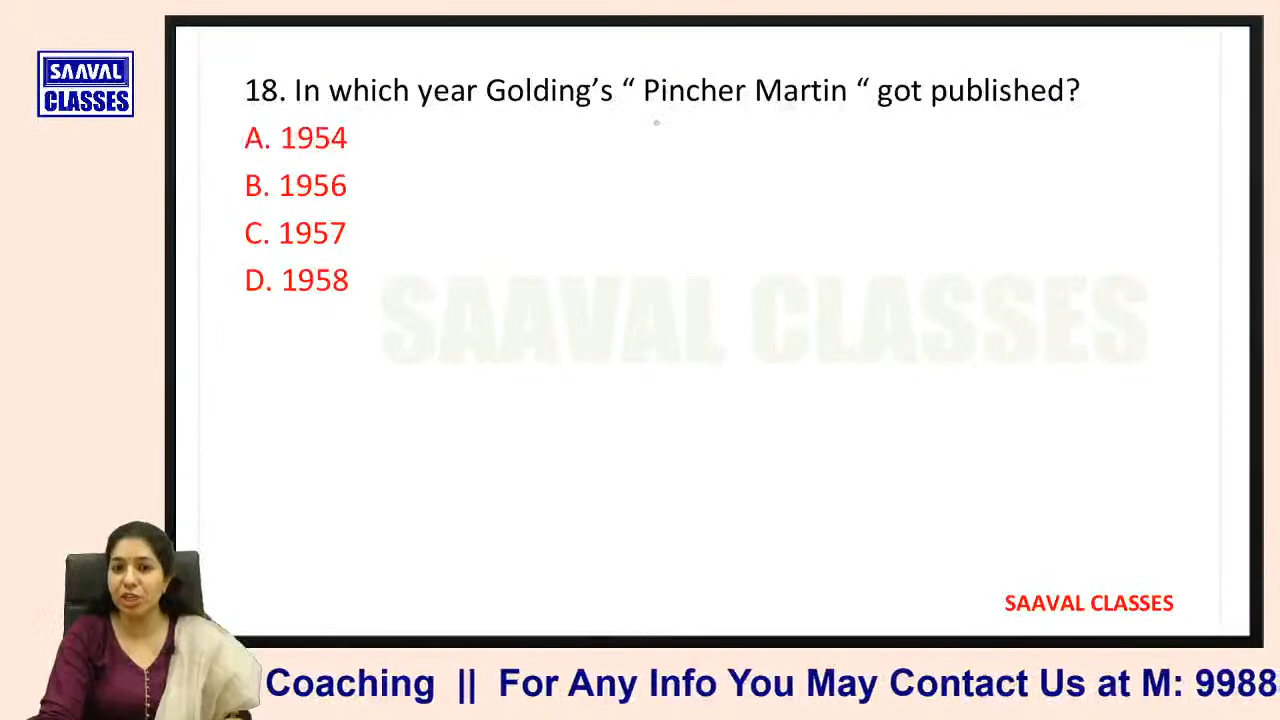 SAAVAL
CLASSES
18. In which year Golding’s “ Pincher Martin “ got published?
A. 1954
B. 1956
C. 1957
D. 1958
SAAVAL CLASSES
SAAVAL CLASSES
Coaching || For Any Info You May Contact Us at M: 9988